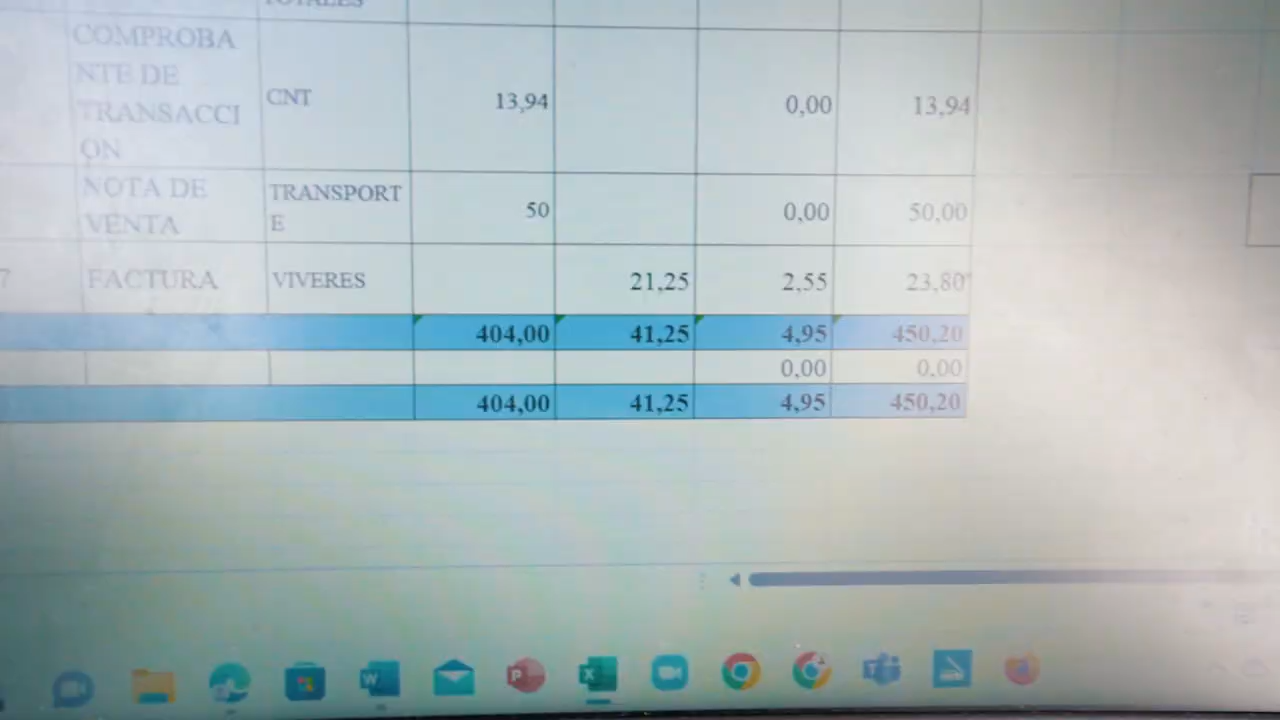 TOTALES
COMPROBA
NTE DE
TRANSACCI
ON
CNT
13,94
0,00
13,94
NOTA DE
VENTA
TRANSPORT
E
50
0,00
50,00
7
FACTURA
VIVERES
21,25
2,55
23,80
404,00
41,25
4,95
450,20
0,00
0,00
404,00
41,25
4,95
450,20
W
P
X
T